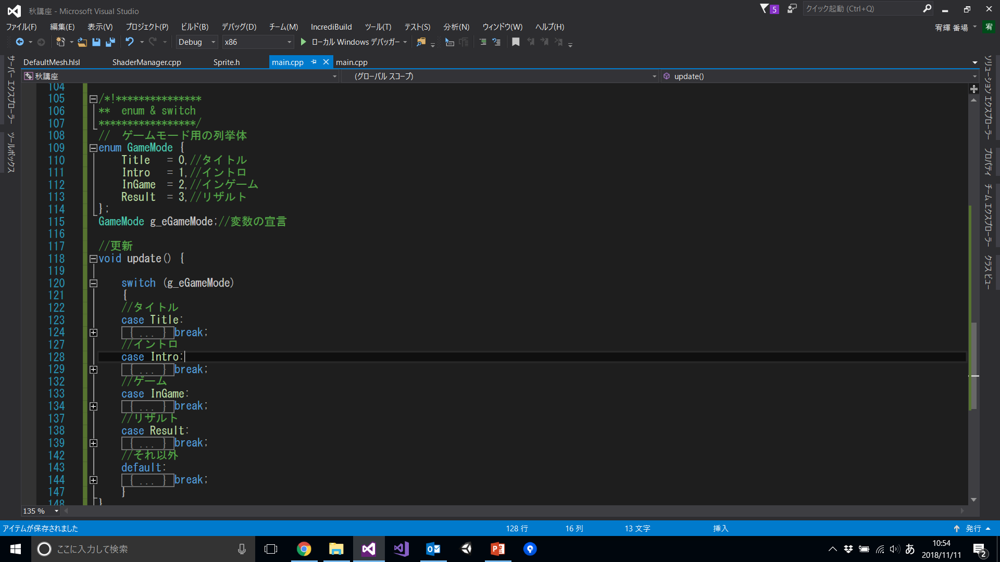 秋講座 - Microsoft Visual Studio
5
クイック起動 (Ctrl+Q)
ファイル(F) 編集(E) 表示(V) プロジェクト(P) ビルド(B) デバッグ(D) チーム(M) IncrediBuild ツール(T) テスト(S) 分析(N) ウィンドウ(W) ヘルプ(H)
宥輝 番場 宥
Debug x86 ローカル Windows デバッガー
サーバー エクスプローラー
ツールボックス
DefaultMesh.hlsl ShaderManager.cpp Sprite.h main.cpp main.cpp
秋講座 (グローバル スコープ) update()
104
105 /*!***************
106 ** enum & switch
107 *****************/
108 // ゲームモード用の列挙体
109 enum GameMode {
110 Title = 0,//タイトル
111 Intro = 1,//イントロ
112 InGame = 2,//インゲーム
113 Result = 3,//リザルト
114 };
115 GameMode g_eGameMode;//変数の宣言
116
117 //更新
118 void update() {
119
120 switch (g_eGameMode)
121 {
122 //タイトル
123 case Title:
124 { ... } break;
127 //イントロ
128 case Intro:
129 { ... } break;
132 //ゲーム
133 case InGame:
134 { ... } break;
137 //リザルト
138 case Result:
139 { ... } break;
142 //それ以外
143 default:
144 { ... } break;
147 }
148 }
ソリューション エクスプローラー
プロパティ
チーム エクスプローラー
クラス ビュー
135 %
アイテムが保存されました 128 行 16 列 13 文字 挿入 発行
ここに入力して検索
あ
10:54
2018/11/11
2